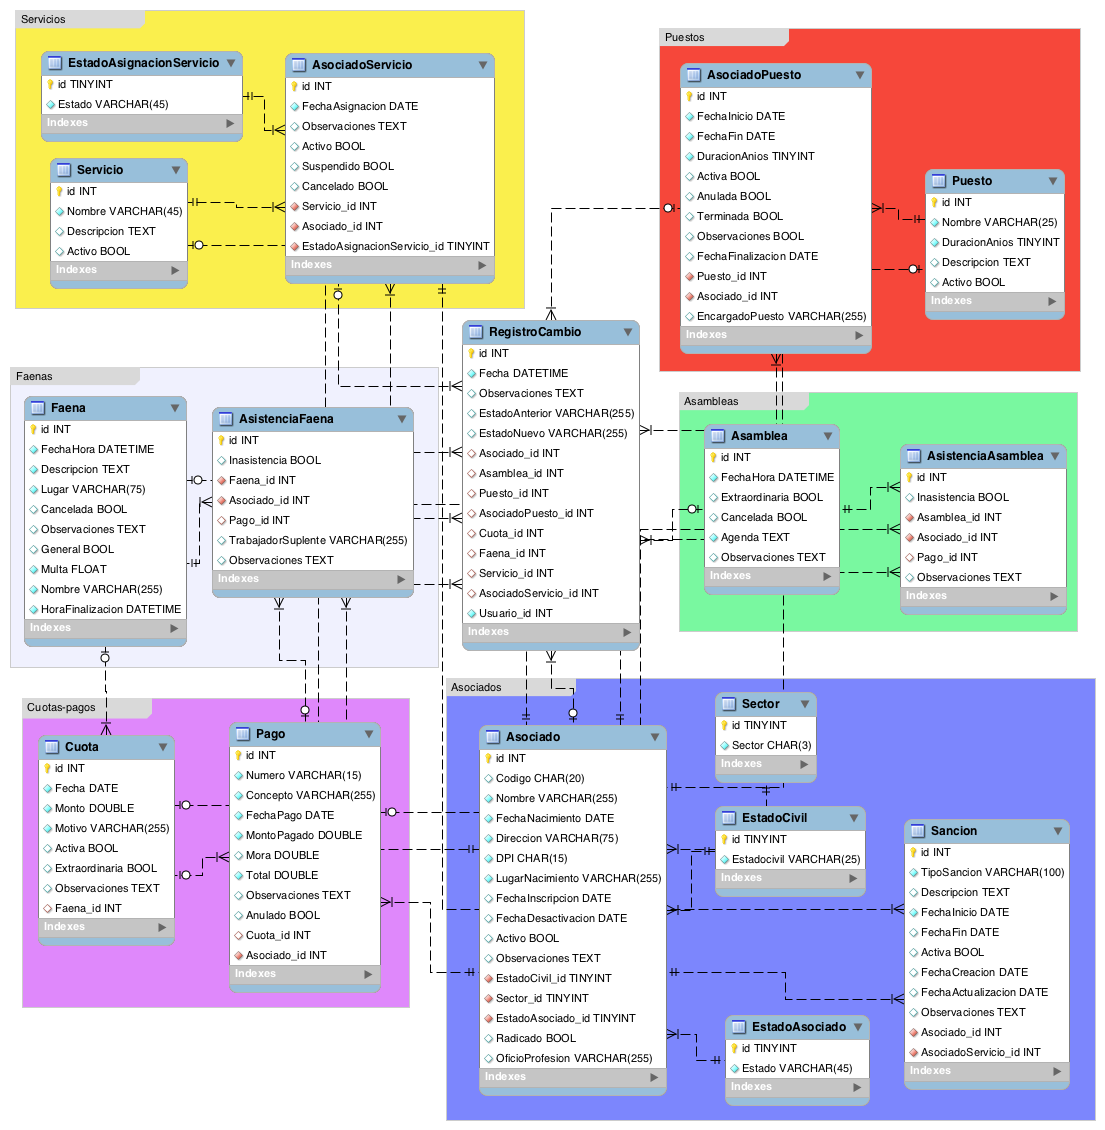 Servicios
EstadoAsignacionServicio
id TINYINT
Estado VARCHAR(45)
Indexes
Servicio
id INT
Nombre VARCHAR(45)
Descripcion TEXT
Activo BOOL
Indexes
AsociadoServicio
id INT
FechaAsignacion DATE
Observaciones TEXT
Activo BOOL
Suspendido BOOL
Cancelado BOOL
Servicio_id INT
Asociado_id INT
EstadoAsignacionServicio_id TINYINT
Indexes
Puestos
AsociadoPuesto
id INT
FechaInicio DATE
FechaFin DATE
DuracionAnios TINYINT
Activa BOOL
Anulada BOOL
Terminada BOOL
Observaciones BOOL
FechaFinalizacion DATE
Puesto_id INT
Asociado_id INT
EncargadoPuesto VARCHAR(255)
Indexes
Puesto
id INT
Nombre VARCHAR(25)
DuracionAnios TINYINT
Descripcion TEXT
Activo BOOL
Indexes
RegistroCambio
id INT
Fecha DATETIME
Observaciones TEXT
EstadoAnterior VARCHAR(255)
EstadoNuevo VARCHAR(255)
Asociado_id INT
Asamblea_id INT
Puesto_id INT
AsociadoPuesto_id INT
Cuota_id INT
Faena_id INT
Servicio_id INT
AsociadoServicio_id INT
Usuario_id INT
Indexes
Faenas
Faena
id INT
FechaHora DATETIME
Descripcion TEXT
Lugar VARCHAR(75)
Cancelada BOOL
Observaciones TEXT
General BOOL
Multa FLOAT
Nombre VARCHAR(255)
HoraFinalizacion DATETIME
Indexes
AsistenciaFaena
id INT
Inasistencia BOOL
Faena_id INT
Asociado_id INT
Pago_id INT
TrabajadorSuplente VARCHAR(255)
Observaciones TEXT
Indexes
Asambleas
Asamblea
id INT
FechaHora DATETIME
Extraordinaria BOOL
Cancelada BOOL
Agenda TEXT
Observaciones TEXT
Indexes
AsistenciaAsamblea
id INT
Inasistencia BOOL
Asamblea_id INT
Asociado_id INT
Pago_id INT
Observaciones TEXT
Indexes
Cuotas-pagos
Cuota
id INT
Fecha DATE
Monto DOUBLE
Motivo VARCHAR(255)
Activa BOOL
Extraordinaria BOOL
Observaciones TEXT
Faena_id INT
Indexes
Pago
id INT
Numero VARCHAR(15)
Concepto VARCHAR(255)
FechaPago DATE
MontoPagado DOUBLE
Mora DOUBLE
Total DOUBLE
Observaciones TEXT
Anulado BOOL
Cuota_id INT
Asociado_id INT
Indexes
Asociados
Asociado
id INT
Codigo CHAR(20)
Nombre VARCHAR(255)
FechaNacimiento DATE
Direccion VARCHAR(75)
DPI CHAR(15)
LugarNacimiento VARCHAR(255)
FechaInscripcion DATE
FechaDesactivacion DATE
Activo BOOL
Observaciones TEXT
EstadoCivil_id TINYINT
Sector_id TINYINT
EstadoAsociado_id TINYINT
Radicado BOOL
OficioProfesion VARCHAR(255)
Indexes
Sector
id TINYINT
Sector CHAR(3)
Indexes
EstadoCivil
id TINYINT
Estadocivil VARCHAR(25)
Indexes
Sancion
id INT
TipoSancion VARCHAR(100)
Descripcion TEXT
FechaInicio DATE
FechaFin DATE
Activa BOOL
FechaCreacion DATE
FechaActualizacion DATE
Observaciones TEXT
Asociado_id INT
AsociadoServicio_id INT
Indexes
EstadoAsociado
id TINYINT
Estado VARCHAR(45)
Indexes